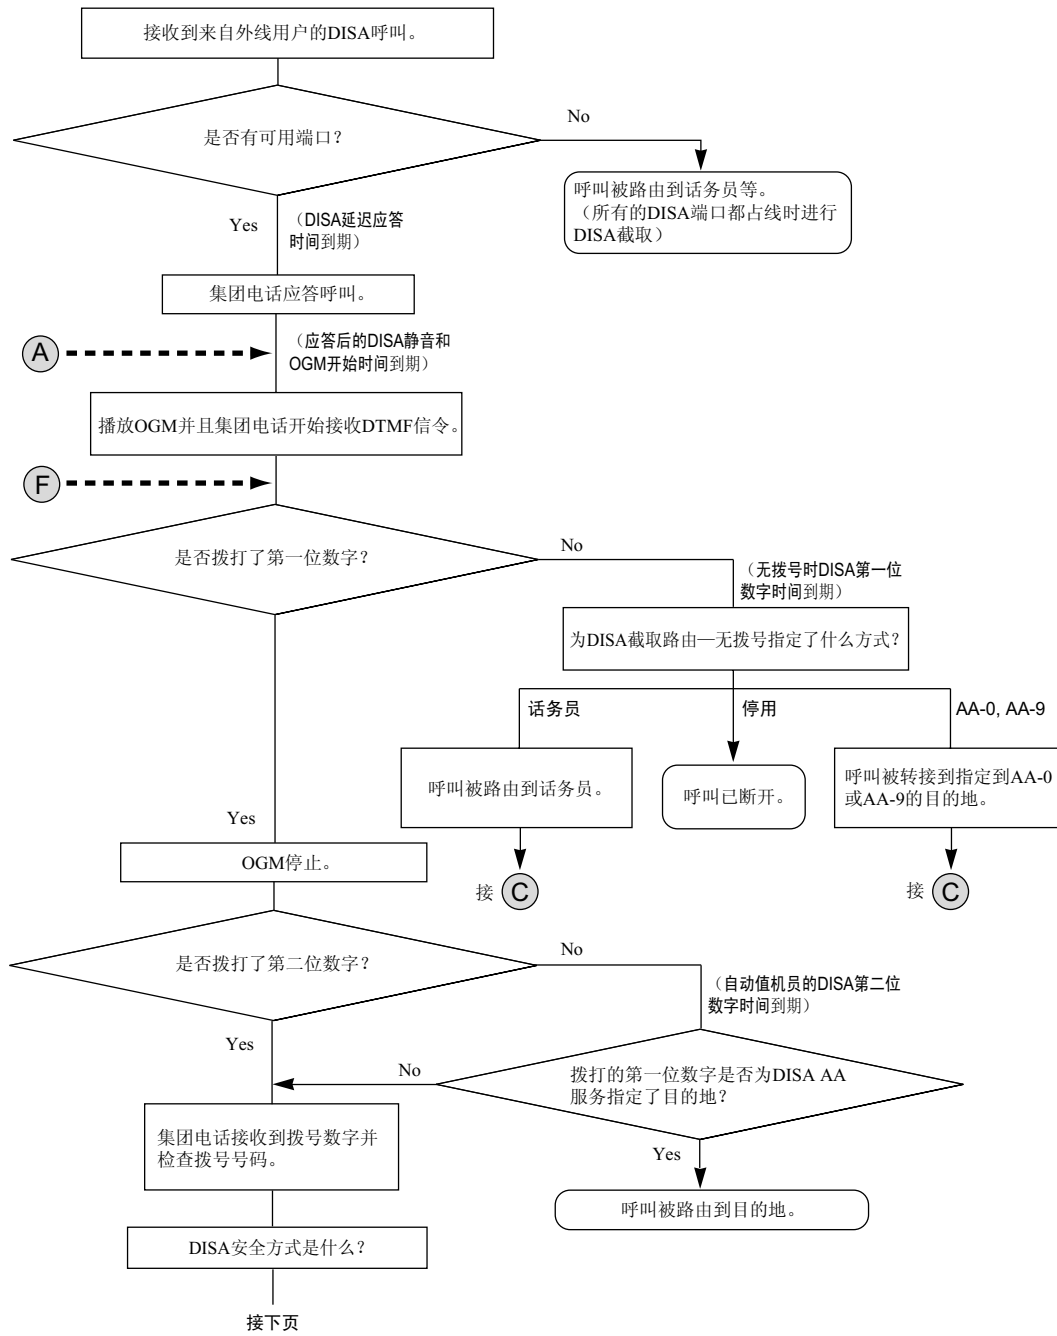 接收到来自外线用户的DISA呼叫。
是否有可用端口？
No
呼叫被路由到话务员等。
（所有的DISA端口都占线时进行
DISA截取）
Yes
（DISA延迟应答
时间到期）
集团电话应答呼叫。
A
（应答后的DISA静音和
OGM开始时间到期）
播放OGM并且集团电话开始接收DTMF信令。
F
是否拨打了第一位数字？
No
（无拨号时DISA第一位
数字时间到期）
为DISA截取路由—无拨号指定了什么方式？
话务员
停用
AA-0, AA-9
呼叫被路由到话务员。
呼叫已断开。
呼叫被转接到指定到AA-0
或AA-9的目的地。
Yes
OGM停止。
接 C
接 C
是否拨打了第二位数字？
No
（自动值机员的DISA第二位
数字时间到期）
Yes
No
拨打的第一位数字是否为DISA AA
服务指定了目的地？
集团电话接收到拨号数字并
检查拨号号码。
Yes
呼叫被路由到目的地。
DISA安全方式是什么？
接下页